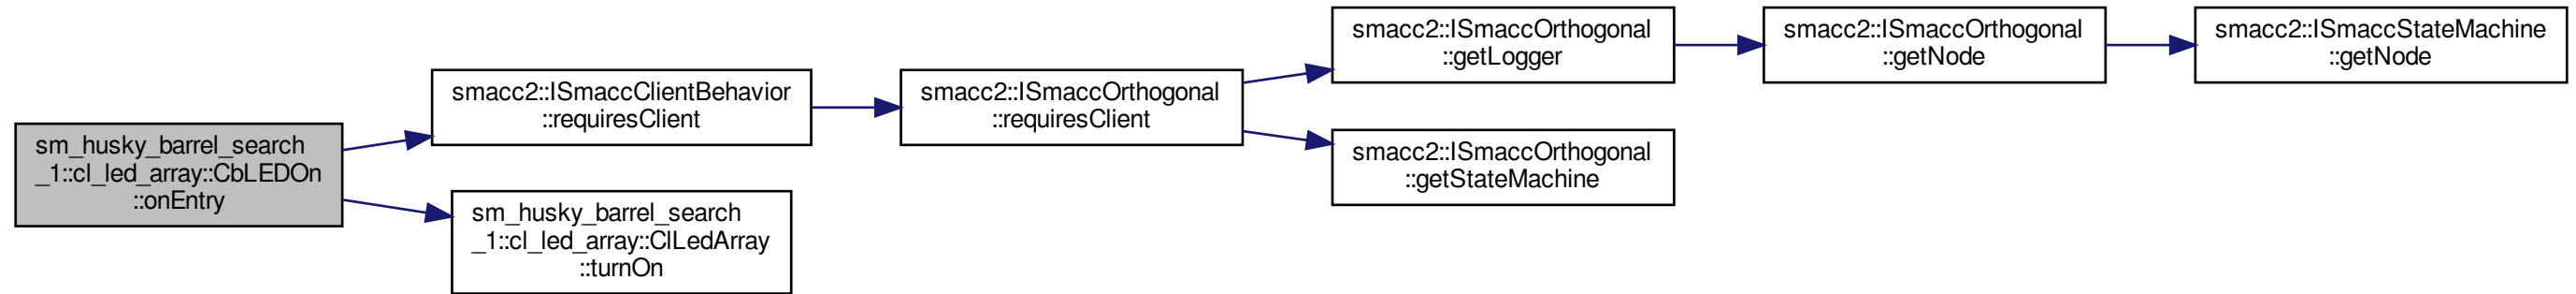 sm_husky_barrel_search
_1::cl_led_array::CbLEDOn
::onEntry
smacc2::ISmaccClientBehavior
::requiresClient
smacc2::ISmaccOrthogonal
::requiresClient
smacc2::ISmaccOrthogonal
::getLogger
smacc2::ISmaccOrthogonal
::getNode
smacc2::ISmaccStateMachine
::getNode
smacc2::ISmaccOrthogonal
::getStateMachine
sm_husky_barrel_search
_1::cl_led_array::ClLedArray
::turnOn